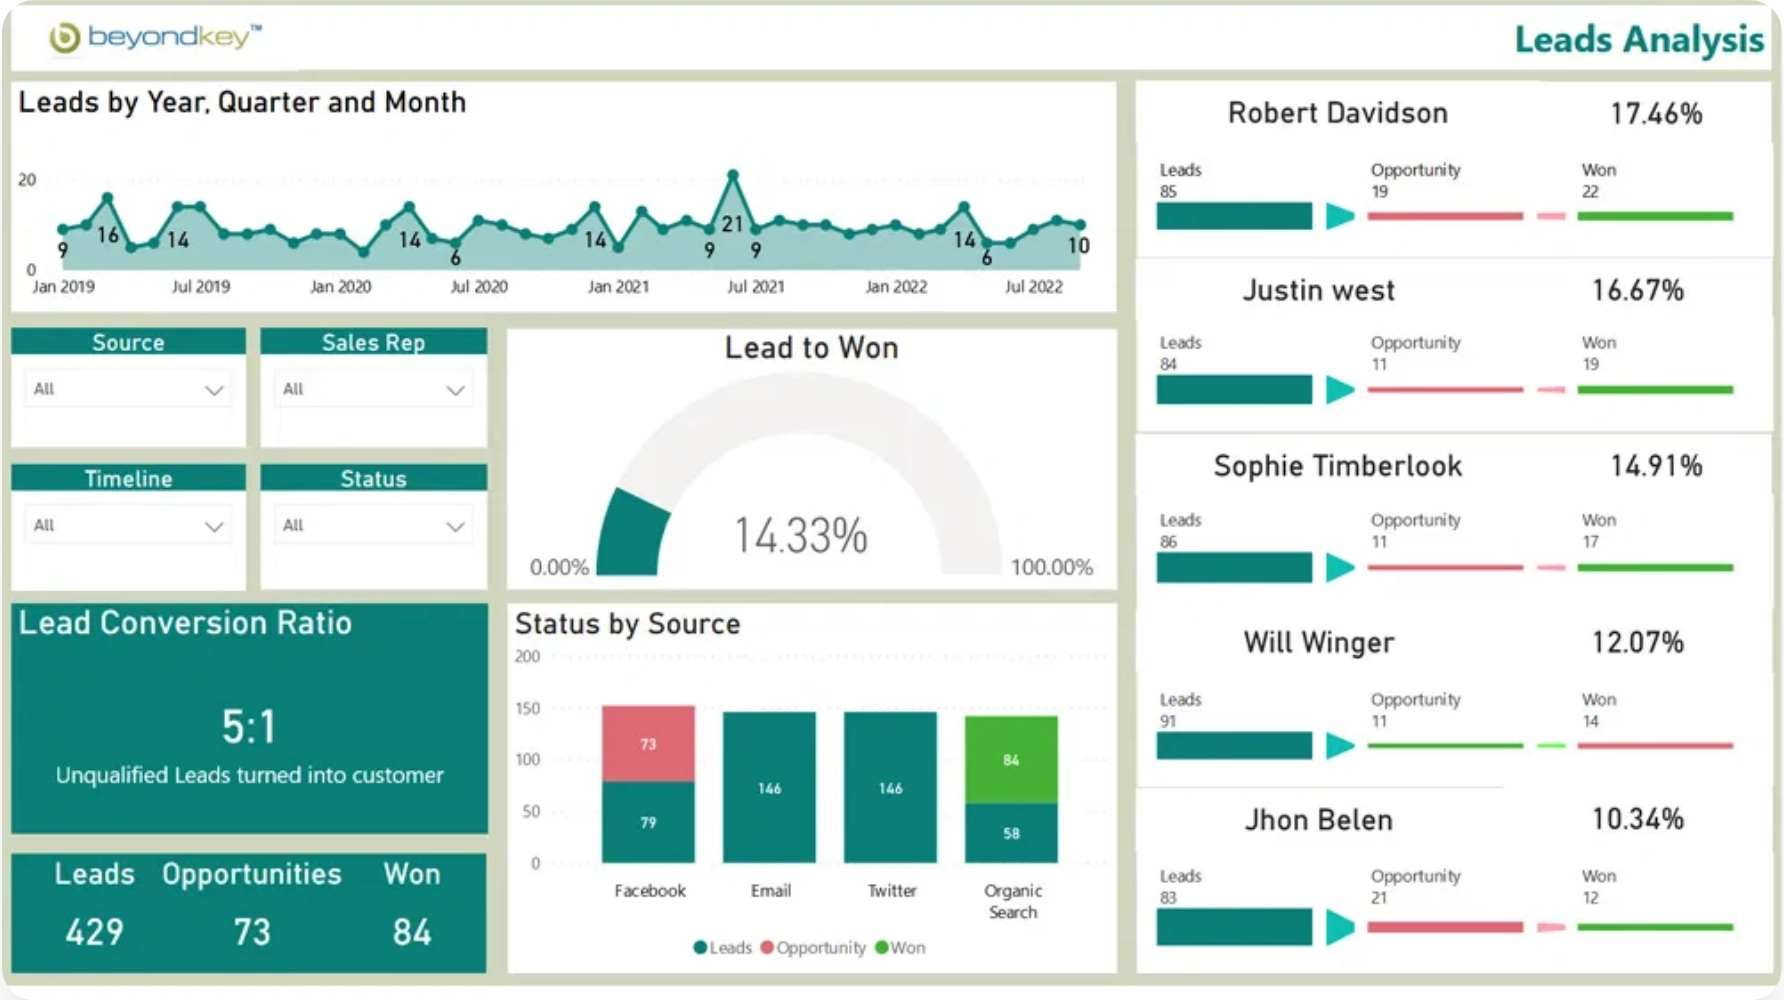 beyondkey™
Leads Analysis
Leads by Year, Quarter and Month
20
0
9
16
14
14
6
14
9
21
9
14
6
10
Jan 2019
Jul 2019
Jan 2020
Jul 2020
Jan 2021
Jul 2021
Jan 2022
Jul 2022
Source
All
Sales Rep
All
Timeline
All
Status
All
Lead to Won
14.33%
0.00%
100.00%
Lead Conversion Ratio
5:1
Unqualified Leads turned into customer
Leads Opportunities Won
429 73 84
Status by Source
200
150
100
50
0
73
79
146
146
84
58
Facebook
Email
Twitter
Organic
Search
Leads Opportunity Won
Robert Davidson 17.46%
Leads Opportunity Won
85 19 22
Justin west 16.67%
Leads Opportunity Won
84 11 19
Sophie Timberlook 14.91%
Leads Opportunity Won
86 11 17
Will Winger 12.07%
Leads Opportunity Won
91 11 14
Jhon Belen 10.34%
Leads Opportunity Won
83 21 12